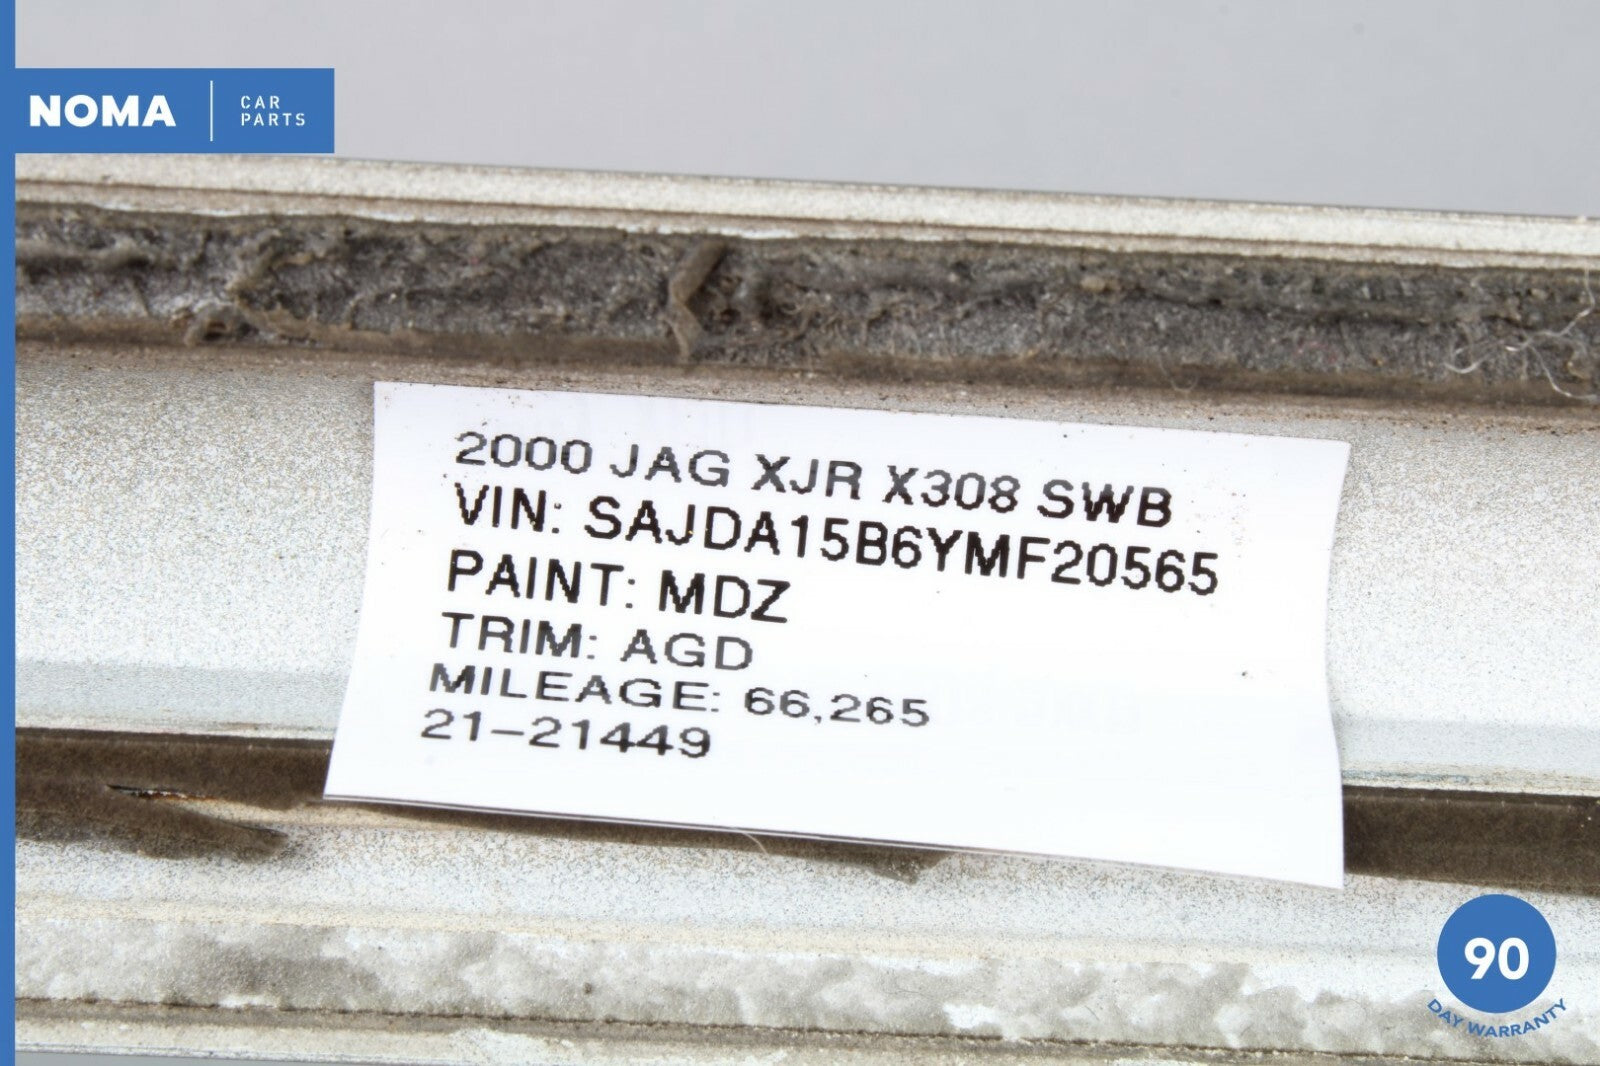 NOMA
CAR
PARTS
2000 JAG XJR X308 SWB
VIN: SAJDA15B6YMF20565
PAINT: MDZ
TRIM: AGD
MILEAGE: 66,265
21-21449
90
DAY WARRANTY